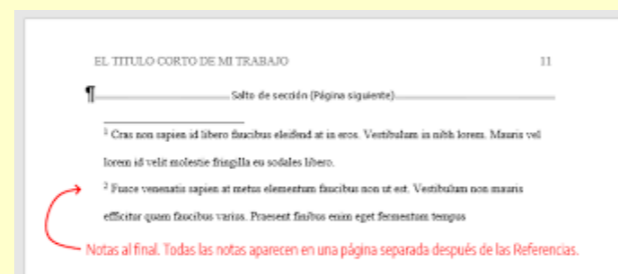 EL TITULO CORTO DE MI TRABAJO 11
¶ Salto de sección (Página siguiente)
1 Cras non sapien id libero faucibus eleifend at in eros. Vestibulum in nibh lorem. Mauris vel
lorem id velit molestie fringilla eu sodales libero.
2 Fusce venenatis sapien at metus elementum faucibus non ut est. Vestibulum non mauris
efficitur quam faucibus varius. Praesent finibus enim eget fermentum tempus
Notas al final. Todas las notas aparecen en una página separada después de las Referencias.